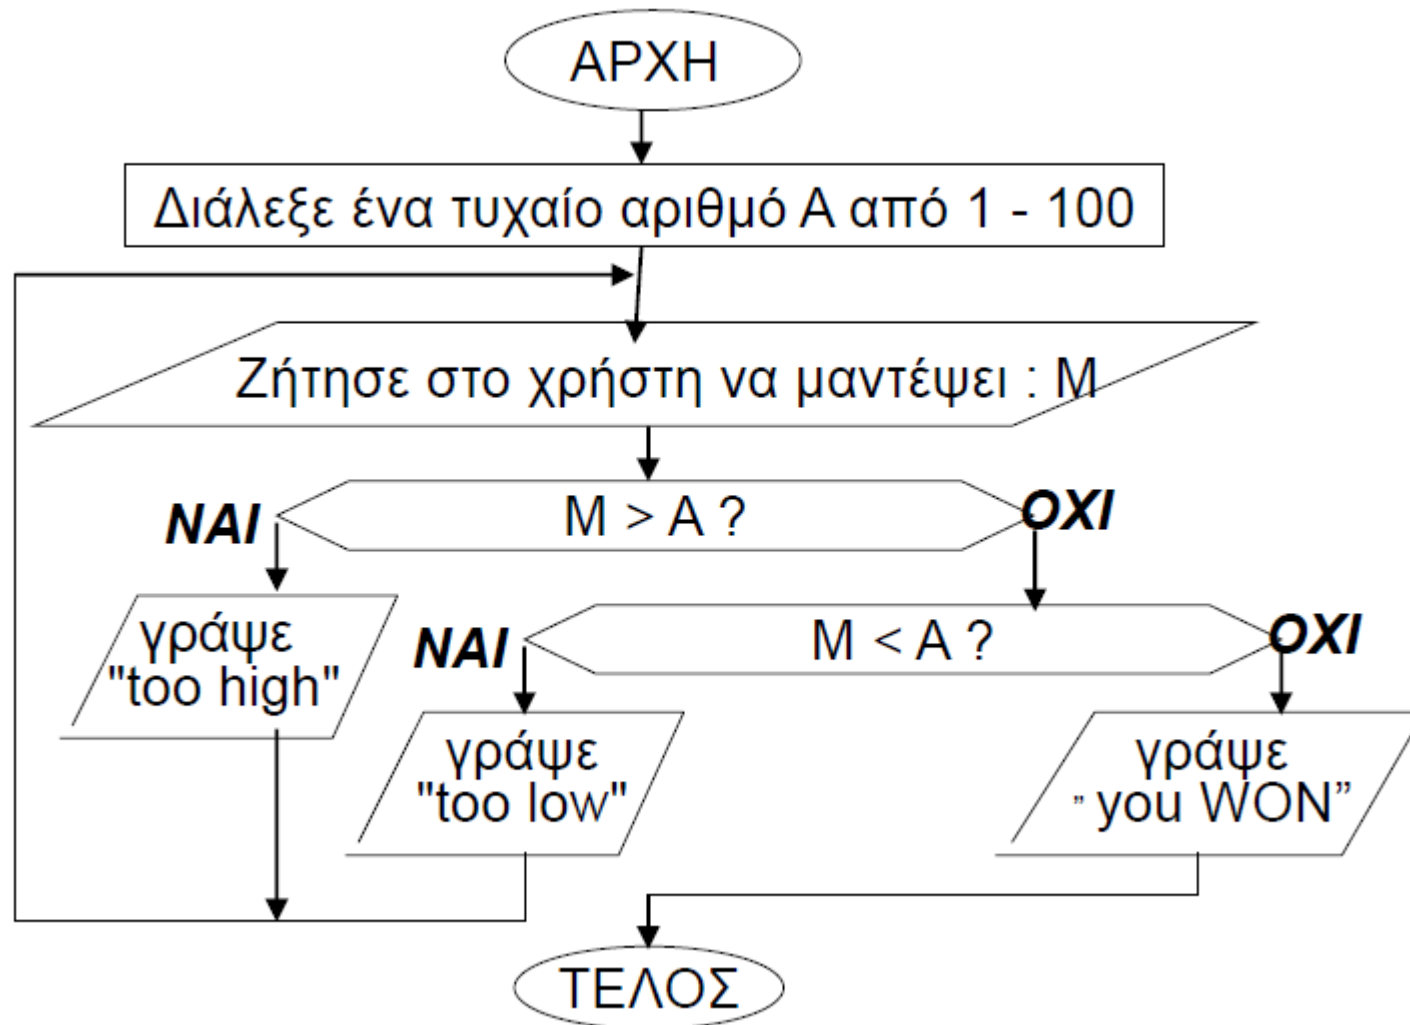 ΑΡΧΗ
Διάλεξε ένα τυχαίο αριθμό Α από 1 - 100
Ζήτησε στο χρήστη να μαντέψει : Μ
ΝΑΙ
Μ > Α ?
ΟΧΙ
γράψε
"too high"
ΝΑΙ
Μ < Α ?
ΟΧΙ
γράψε
"too low"
γράψε
” you WON”
ΤΕΛΟΣ